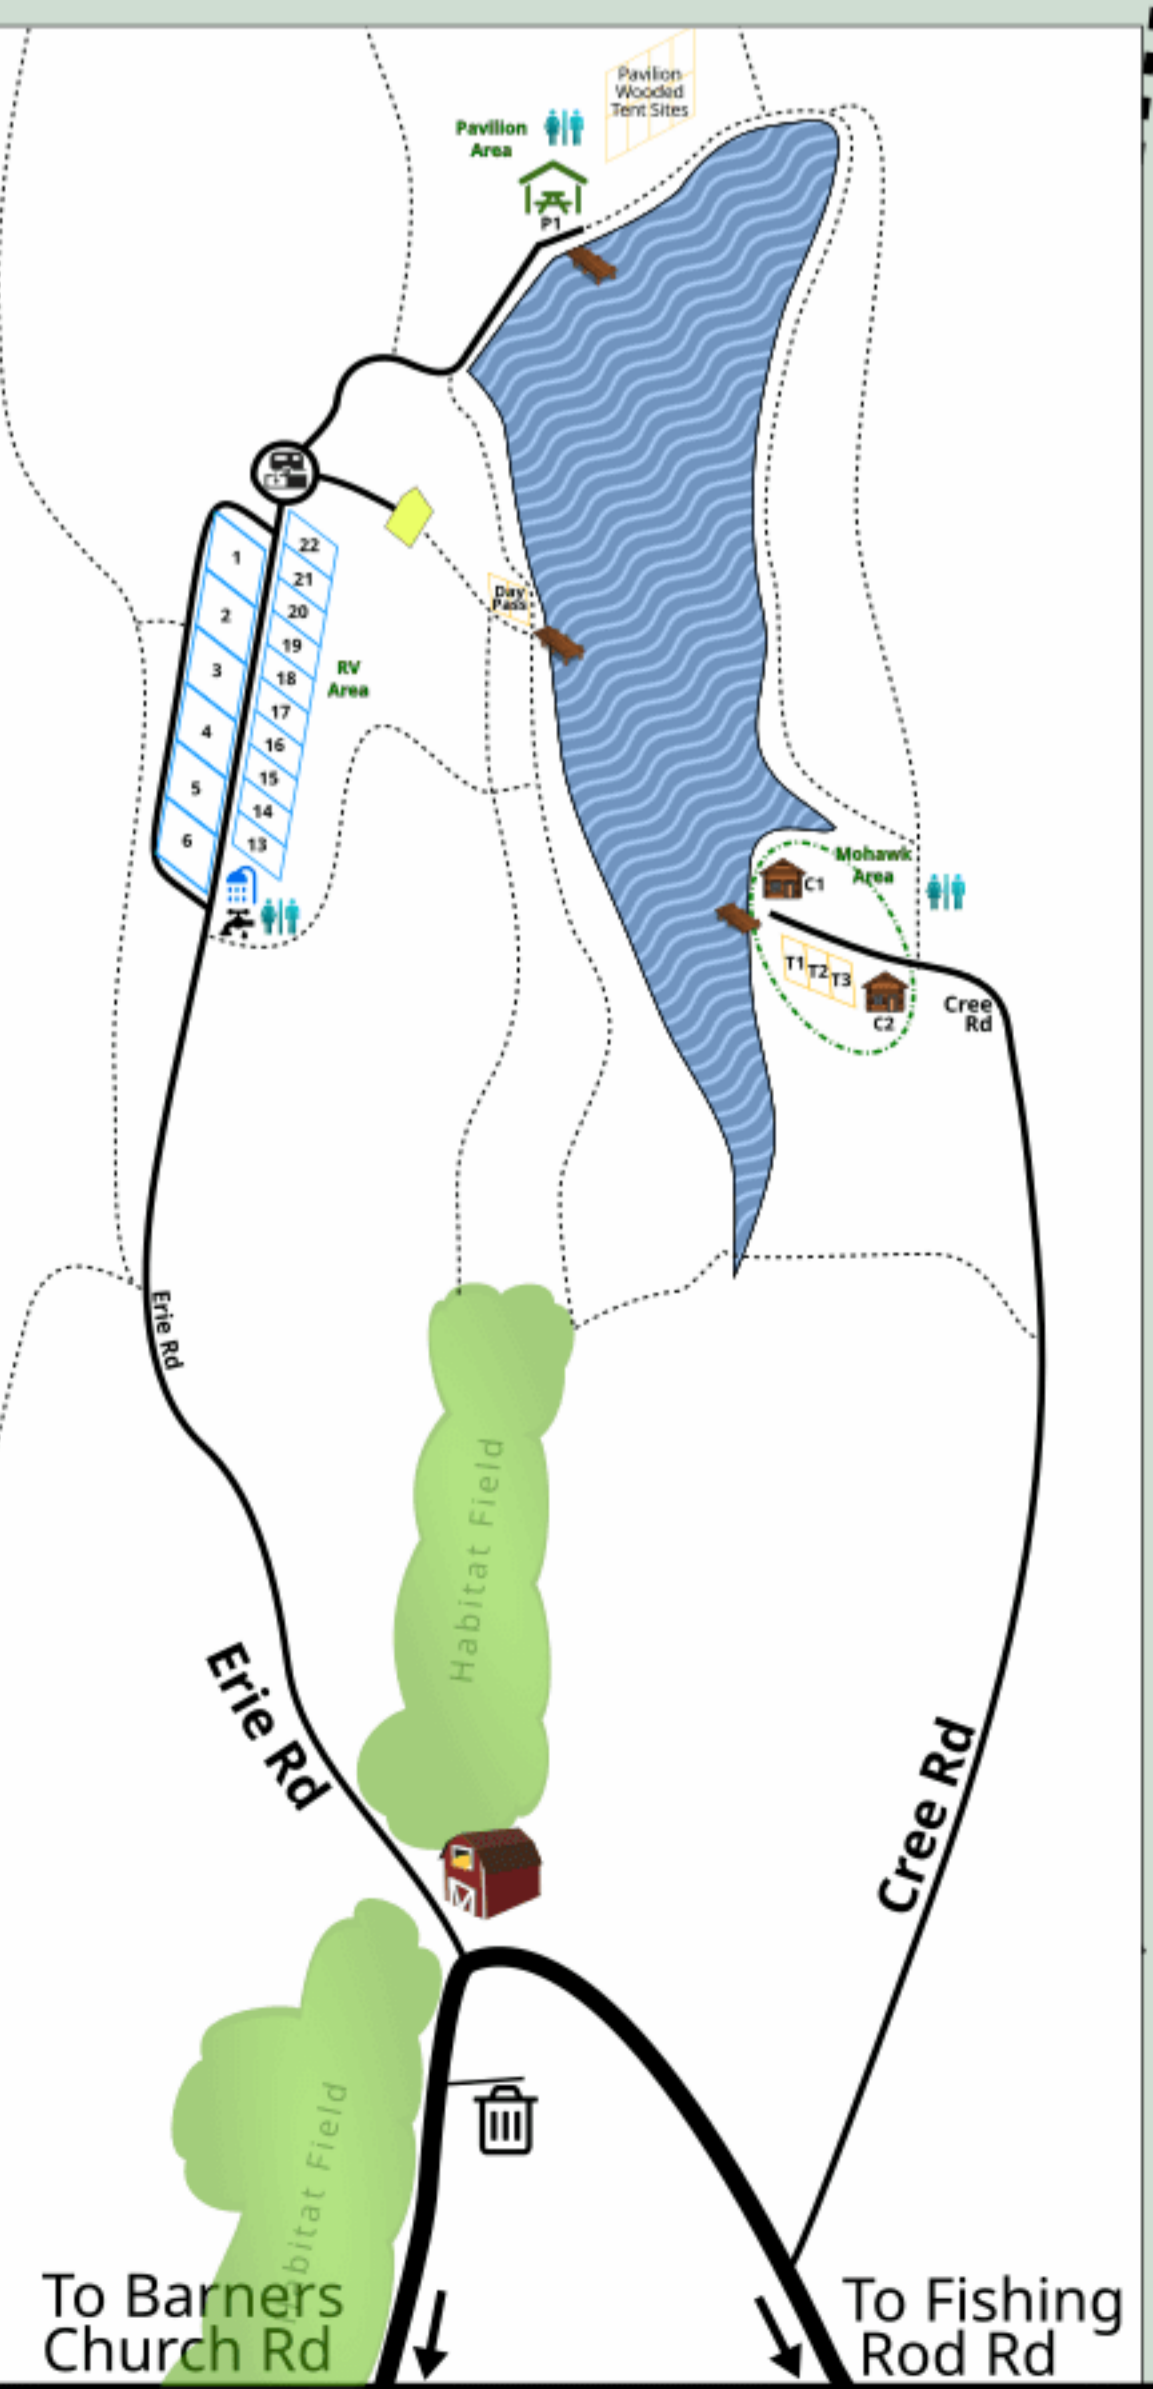 Pavilion
Wooded
Tent Sites
Pavilion
Area
P1
1
2
3
4
5
6
22
21
20
19
18
17
16
15
14
13
RV
Area
Day
Pass
Mohawk
Area
C1
T1
T2
T3
C2
Cree
Rd
Erie Rd
Habitat Field
Erie Rd
Cree Rd
Habitat Field
To Barners
Church Rd
To Fishing
Rod Rd